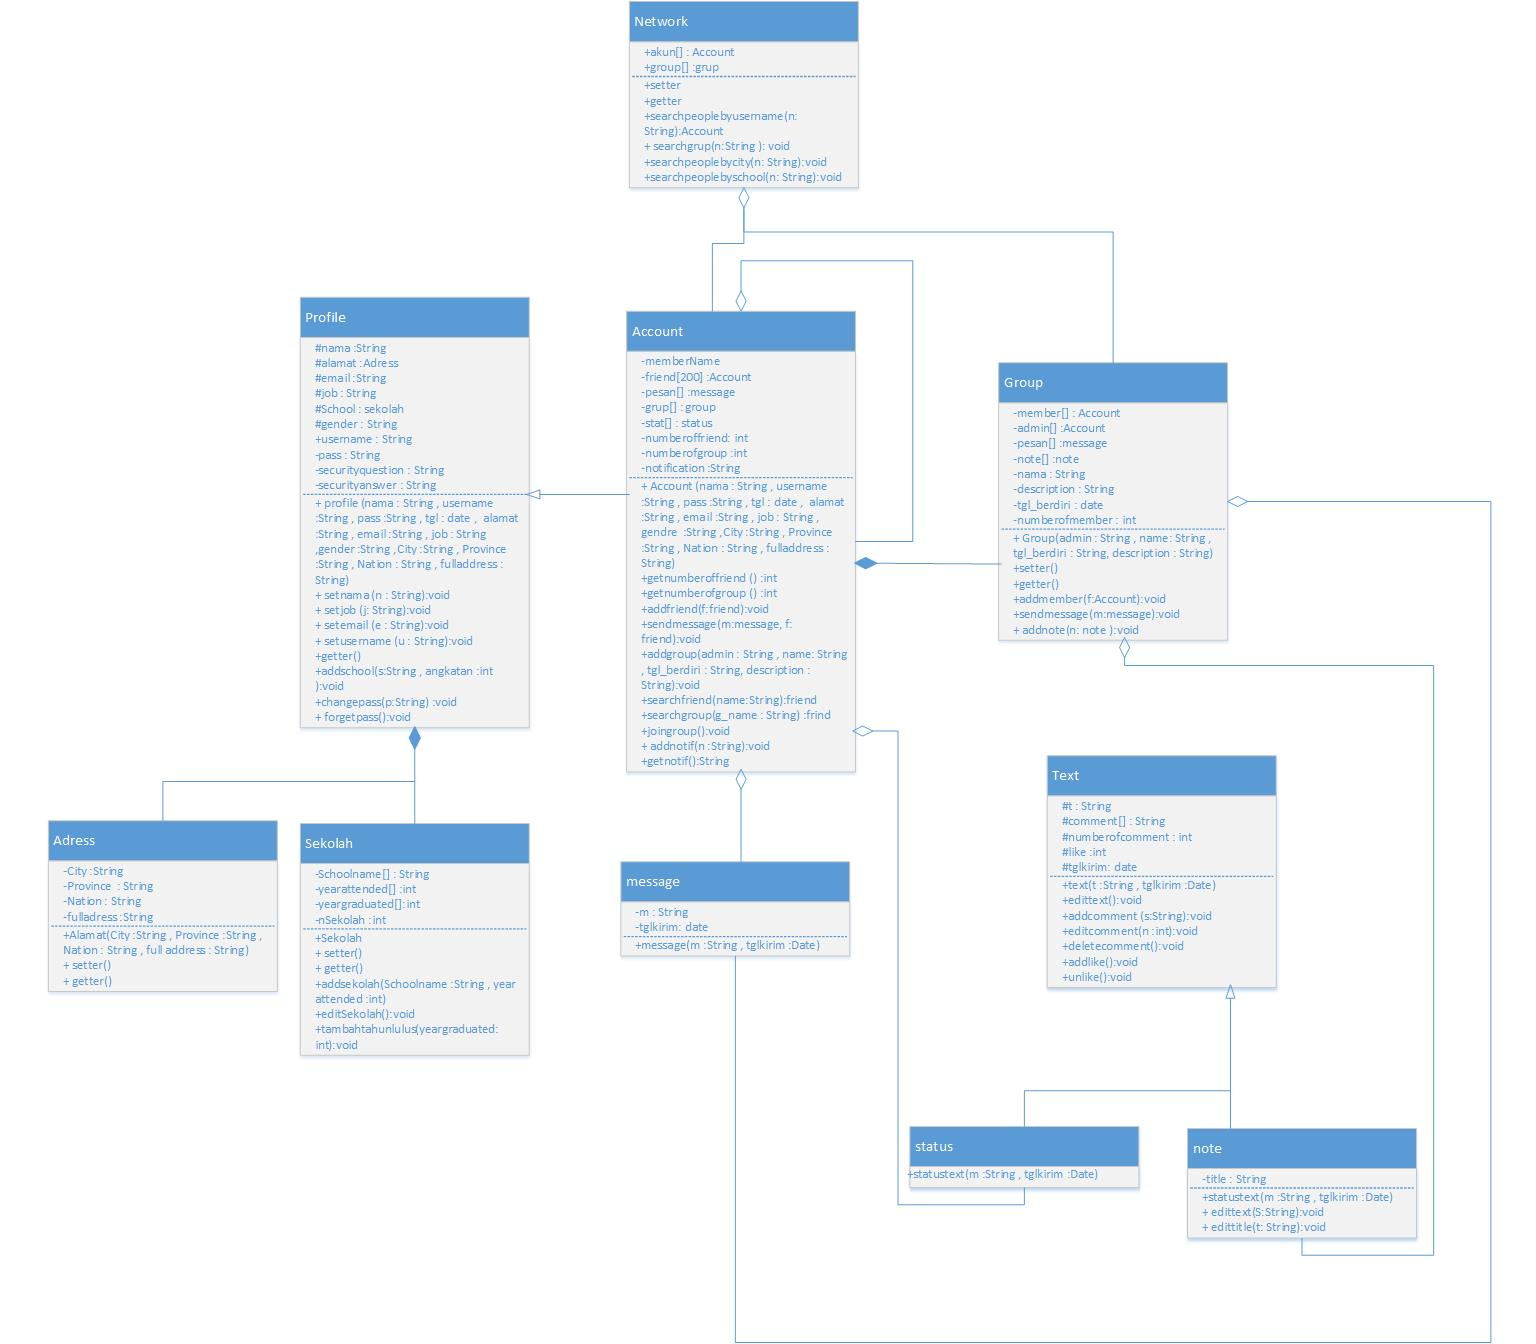 Network
+akun[] : Account
+group[] :grup
+setter
+getter
+searchpeoplebyusername(n:
String):Account
+ searchgrup(n:String ): void
+searchpeoplebycity(n: String):void
+searchpeoplebyschool(n: String):void
Profile
#nama :String
#alamat :Adress
#email :String
#job : String
#School : sekolah
#gender : String
+username : String
-pass : String
-securityquestion : String
-securityanswer : String
+ profile (nama : String , username
:String , pass :String , tgl : date , alamat
:String , email :String , job : String
,gender :String ,City :String , Province
:String , Nation : String , fulladdress :
String)
+ setnama (n : String):void
+ setjob (j: String):void
+ setemail (e : String):void
+ setusername (u : String):void
+getter()
+addschool(s:String , angkatan :int
):void
+changepass(p:String) :void
+ forgetpass():void
Account
-memberName
-friend[200] :Account
-pesan[] :message
-grup[] : group
-stat[] : status
-numberoffriend: int
-numberofgroup :int
-notification :String
+ Account (nama : String , username
:String , pass :String , tgl : date , alamat
:String , email :String , job : String ,
gendre :String ,City :String , Province
:String , Nation : String , fulladdress :
String)
+getnumberoffriend () :int
+getnumberofgroup () :int
+addfriend(f:friend):void
+sendmessage(m:message, f:
friend):void
+addgroup(admin : String , name: String
, tgl_berdiri : String, description :
String):void
+searchfriend(name:String):friend
+searchgroup(g_name : String) :frind
+joingroup():void
+ addnotif(n :String):void
+getnotif():String
Group
-member[] : Account
-admin[] :Account
-pesan[] :message
-note[] :note
-nama : String
-description : String
-tgl_berdiri : date
-numberofmember : int
+ Group(admin : String , name: String ,
tgl_berdiri : String, description : String)
+setter()
+getter()
+addmember(f:Account):void
+sendmessage(m:message):void
+ addnote(n: note ):void
Adress
-City :String
-Province : String
-Nation : String
-fulladress :String
+Alamat(City :String , Province :String ,
Nation : String , full address : String)
+ setter()
+ getter()
Sekolah
-Schoolname[] : String
-yearattended[] : int
-yeargraduated[]: int
-nSekolah : int
+Sekolah
+ setter()
+ getter()
+addsekolah(Schoolname :String , year
attended :int)
+editSekolah():void
+tambahtahunlulus(yeargraduated:
int):void
message
-m : String
-tglkirim: date
+message(m :String , tglkirim :Date)
Text
#t : String
#comment[] : String
#numberofcomment : int
#like :int
#tglkirim: date
+text(t :String , tglkirim :Date)
+edittext():void
+addcomment (s:String):void
+editcomment(n :int):void
+deletecomment():void
+addlike():void
+unlike():void
status
+statustext(m :String , tglkirim :Date)
note
-title : String
+statustext(m :String , tglkirim :Date)
+ edittext(S:String):void
+ edittitle(t: String):void